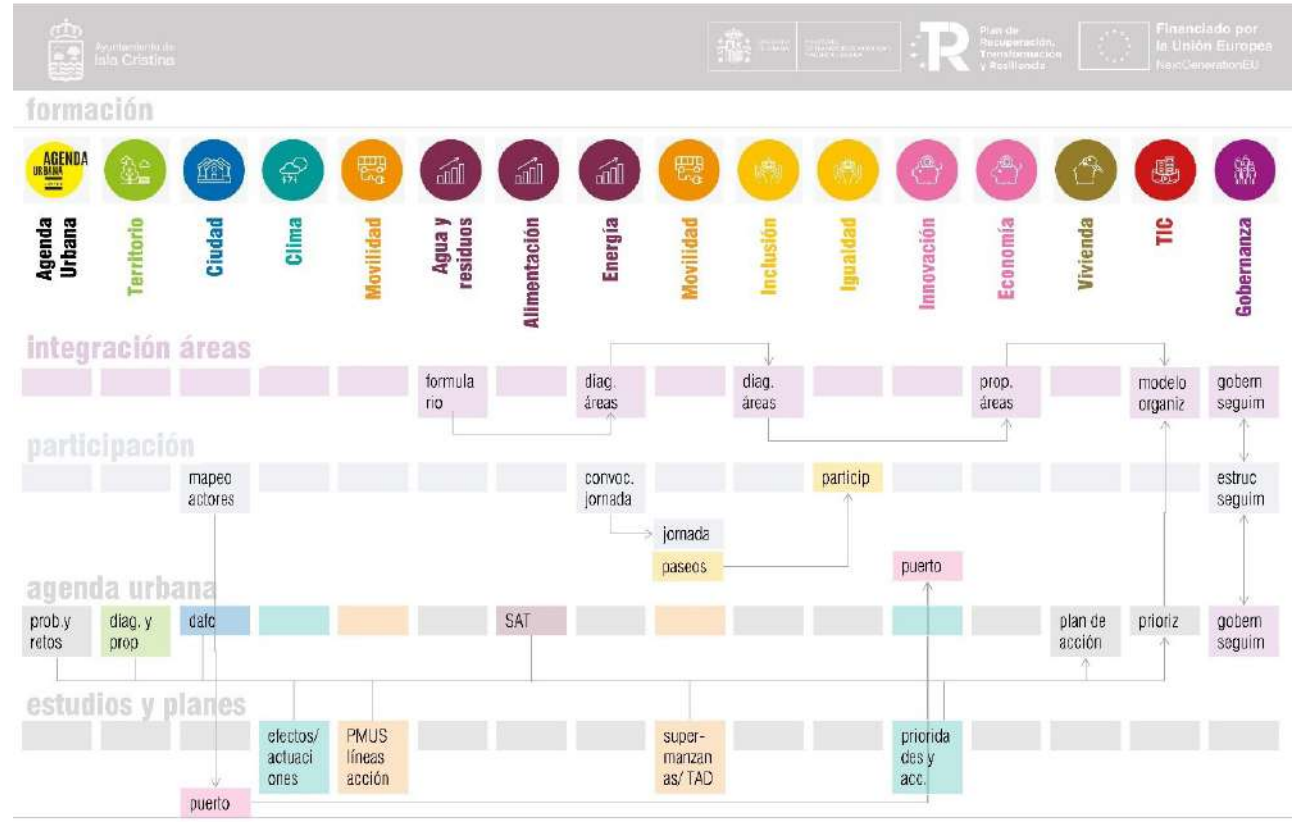 Ayuntamiento de
Isla Cristina
Plan de
Recuperación,
Transformación
y Resiliencia
Financiado por
la Unión Europea
NextGenerationEU
formación
AGENDA
URBANA
Agenda
Urbana
Territorio
Ciudad
Clima
Movilidad
Agua y
residuos
Alimentación
Energía
Movilidad
Inclusión
Igualdad
Innovación
Economía
Vivienda
TIC
Gobernanza
integración áreas
formula
rio
diag.
áreas
diag.
áreas
prop.
áreas
modelo
organiz
gobern
seguim
participación
mapeo
actores
convoc.
jornada
particip
estruc
seguim
jornada
paseos
puerto
agenda urbana
prob.y
retos
diag. y
prop
dafo
SAT
plan de
acción
prioriz
gobern
seguim
estudios y planes
efectos/
actuaci
ones
PMUS
líneas
acción
super-
manzan
as/ TAD
priorida
des y
acc.
puerto